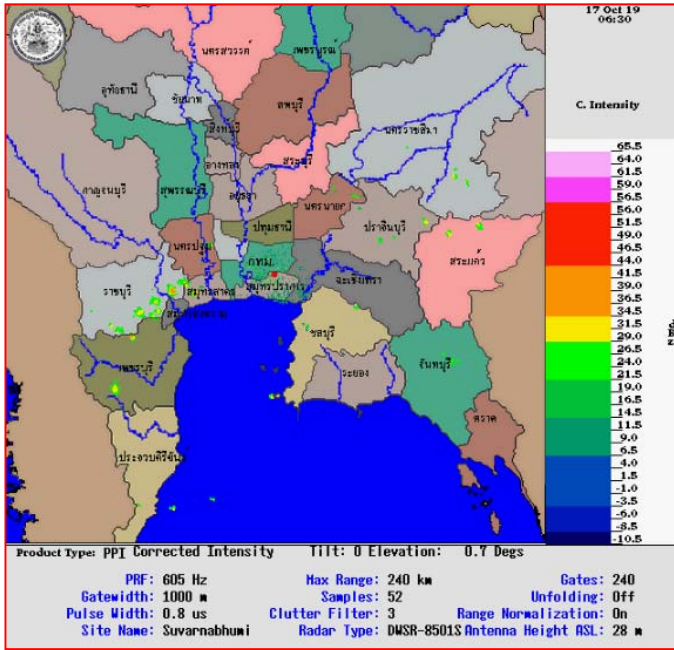 17 Oct 19
06:30
C. Intensity
นครสวรรค์
เพชรบูรณ์
อุทัยธานี
ชัยนาท
ลพบุรี
สิงหบุรี
นครราชสีมา
สระบุรี
อ่างทอง
กาญจนบุรี
สุพรรณบุรี
อยุธยา
นครนายก
ปราจีนบุรี
ปทุมธานี
นครปฐม
กทม.
สระแก้ว
ราชบุรี
สมุทรสาคร
สมุทรปราการ
ฉะเชิงเทรา
ชลบุรี
เพชรบุรี
ระยอง
จันทบุรี
ตราด
ประจวบคีรีขันธ์
65.5
64.0
61.5
59.0
56.5
56.0
51.5
49.0
46.5
44.0
41.5
39.0
36.5
34.0
31.5
29.0
26.5
24.0
21.5
19.0
16.5
14.5
11.5
9.0
6.5
4.0
1.5
-1.0
-3.5
-6.0
-8.5
-10.5
Product Type: PPI Corrected Intensity Tilt: 0 Elevation: 0.7 Degs
PRF: 605 Hz Max Range: 240 km Gates: 240
Gatewidth: 1000 m Samples: 52 Unfolding: Off
Pulse Width: 0.8 us Clutter Filter: 3 Range Normalization: On
Site Name: Suvarnabhumi Radar Type: DWSR-8501S Antenna Height ASL: 28 m